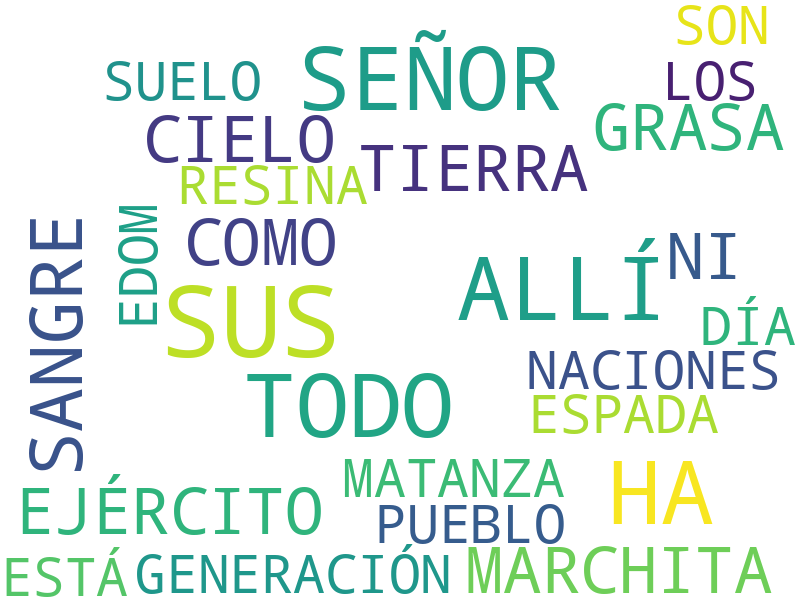 SON
SUELO
SEÑOR
LOS
CIELO
GRASA
TIERRA
RESINA
SANGRE
EDOM
COMO
NI
ALLÍ
SUS
DÍA
NACIONES
TODO
ESPADA
MATANZA
HA
EJÉRCITO
PUEBLO
ESTÁ
GENERACIÓN
MARCHITA